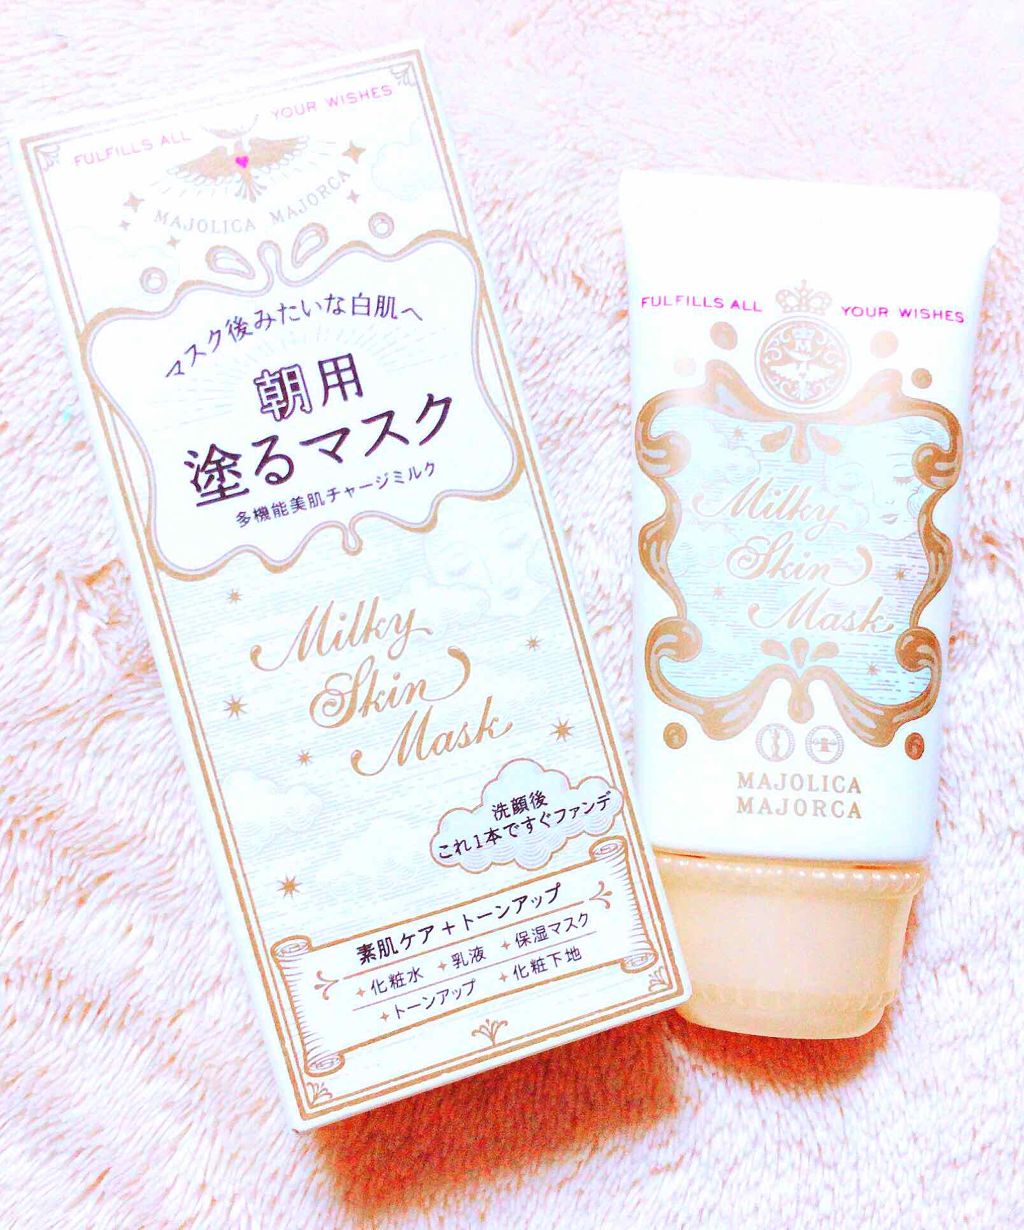 FULFILLS ALL YOUR WISHES
MAJOLICA MAJORCA
マスク後みたいな白肌へ
朝用
塗るマスク
多機能美肌チャージミルク
Milky
Skin
Mask
洗顔後
これ1本ですぐファンデ
素肌ケア+トーンアップ
化粧水 乳液 保湿マスク
トーンアップ 化粧下地
FULFILLS ALL YOUR WISHES
M
Milky
Skin
Mask
MAJOLICA
MAJORCA